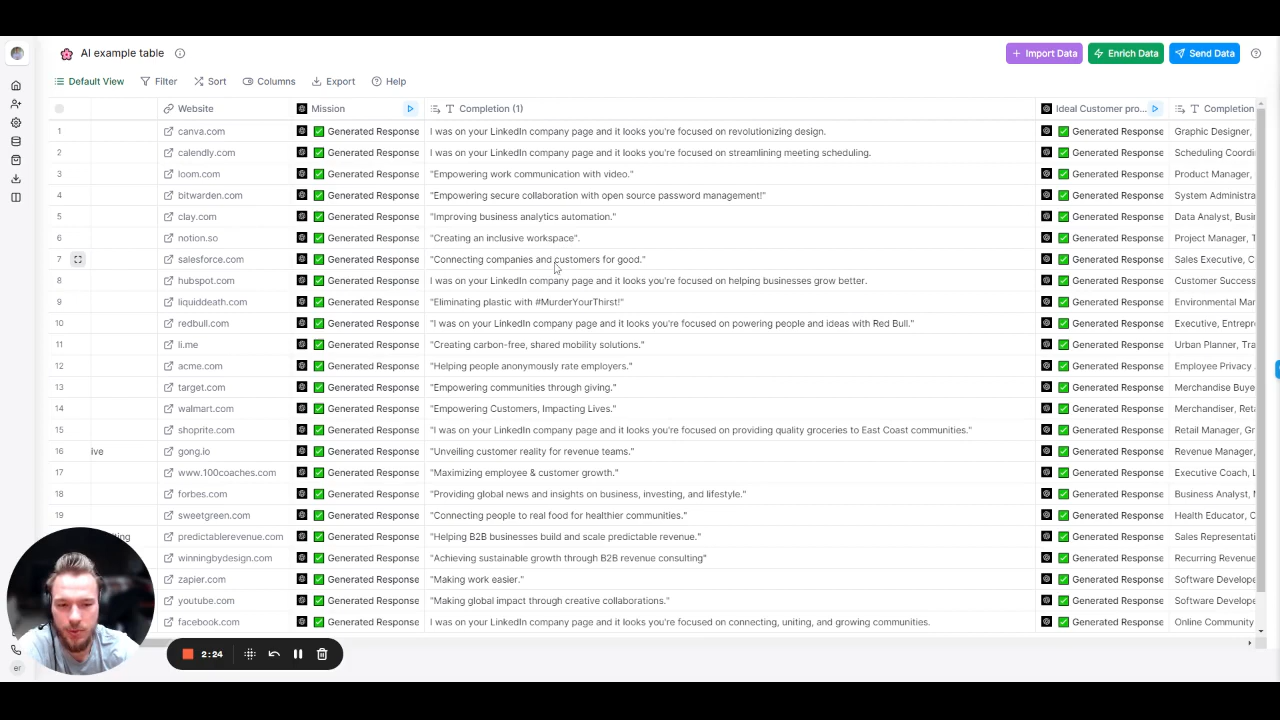 AI example table
Import Data Enrich Data Send Data
Default View Filter Sort Columns Export Help
Website Mission Completion (1) Ideal Customer pro... Completion
1 canva.com Generated Response I was on your LinkedIn company page and it looks you're focused on revolutionizing design. Generated Response Graphic Designer,
2 calendly.com Generated Response I was on your LinkedIn company page and it looks you're focused on streamlining meeting scheduling. Generated Response Scheduling Coordi
3 loom.com Generated Response "Empowering work communication with video." Generated Response Product Manager,
4 bitwarden.com Generated Response "Empowering secure collaboration with open source password management!" Generated Response System Administra
5 clay.com Generated Response "Improving business analytics automation." Generated Response Data Analyst, Busi
6 notion.so Generated Response "Creating an inclusive workspace". Generated Response Project Manager, T
7 salesforce.com Generated Response "Connecting companies and customers for good." Generated Response Sales Executive, C
8 hubspot.com Generated Response I was on your LinkedIn company page and it looks you're focused on helping businesses grow better. Generated Response Customer Success
9 liquiddeath.com Generated Response "Eliminating plastic with #MurderYourThirst!" Generated Response Environmental Mar
10 redbull.com Generated Response "I was on your LinkedIn company page and it looks you're focused on powering people and ideas with Red Bull." Generated Response Executive, Entrepr
11 li.me Generated Response "Creating carbon-free, shared mobility solutions." Generated Response Urban Planner, Tra
12 acme.com Generated Response "Helping people anonymously rate employers." Generated Response Employee Privacy
13 target.com Generated Response "Empowering communities through giving." Generated Response Merchandise Buye
14 walmart.com Generated Response "Empowering Customers, Impacting Lives." Generated Response Merchandiser, Reta
15 shoprite.com Generated Response "I was on your LinkedIn company page and it looks you're focused on providing quality groceries to East Coast communities." Generated Response Retail Manager, Gr
16 ive gong.io Generated Response "Unveiling customer reality for revenue teams." Generated Response Revenue Manager,
17 www.100coaches.com Generated Response "Maximizing employee & customer growth." Generated Response Executive Coach, L
18 forbes.com Generated Response "Providing global news and insights on business, investing, and lifestyle." Generated Response Business Analyst, M
19 sweetgreen.com Generated Response "Connecting people to real food for healthier communities." Generated Response Health Educator, C
predictablerevenue.com Generated Response "Helping B2B businesses build and scale predictable revenue." Generated Response Sales Representati
winningbydesign.com Generated Response "Achieving sustainable growth through B2B revenue consulting" Generated Response Recurring Revenue
zapier.com Generated Response "Making work easier." Generated Response Software Develope
youtube.com Generated Response "Making global impact through creative collaborations." Generated Response Software Develope
facebook.com Generated Response I was on your LinkedIn company page and it looks you're focused on connecting, uniting, and growing communities. Generated Response Online Community
2:24
er